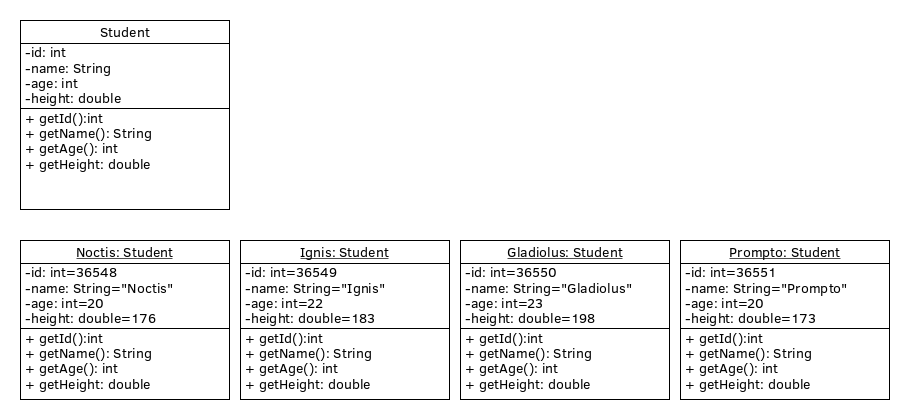 Student
-id: int
-name: String
-age: int
-height: double
+ getId():int
+ getName(): String
+ getAge(): int
+ getHeight: double
Noctis: Student
-id: int=36548
-name: String="Noctis"
-age: int=20
-height: double=176
+ getId():int
+ getName(): String
+ getAge(): int
+ getHeight: double
Ignis: Student
-id: int=36549
-name: String="Ignis"
-age: int=22
-height: double=183
+ getId():int
+ getName(): String
+ getAge(): int
+ getHeight: double
Gladiolus: Student
-id: int=36550
-name: String="Gladiolus"
-age: int=23
-height: double=198
+ getId():int
+ getName(): String
+ getAge(): int
+ getHeight: double
Prompto: Student
-id: int=36551
-name: String="Prompto"
-age: int=20
-height: double=173
+ getId():int
+ getName(): String
+ getAge(): int
+ getHeight: double